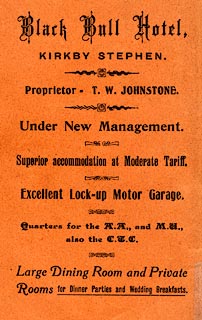 Black Bull Hotel,
KIRKBY STEPHEN.
Proprietor - T. W. JOHNSTONE.
Under New Management.
Superior accommodation at Moderate Tariff.
Excellent Lock-up Motor Garage.
Quarters for the A.A., and M.U.,
also the C.T.C.
Large Dining Room and Private
Rooms for Dinner Parties and Wedding Breakfasts.